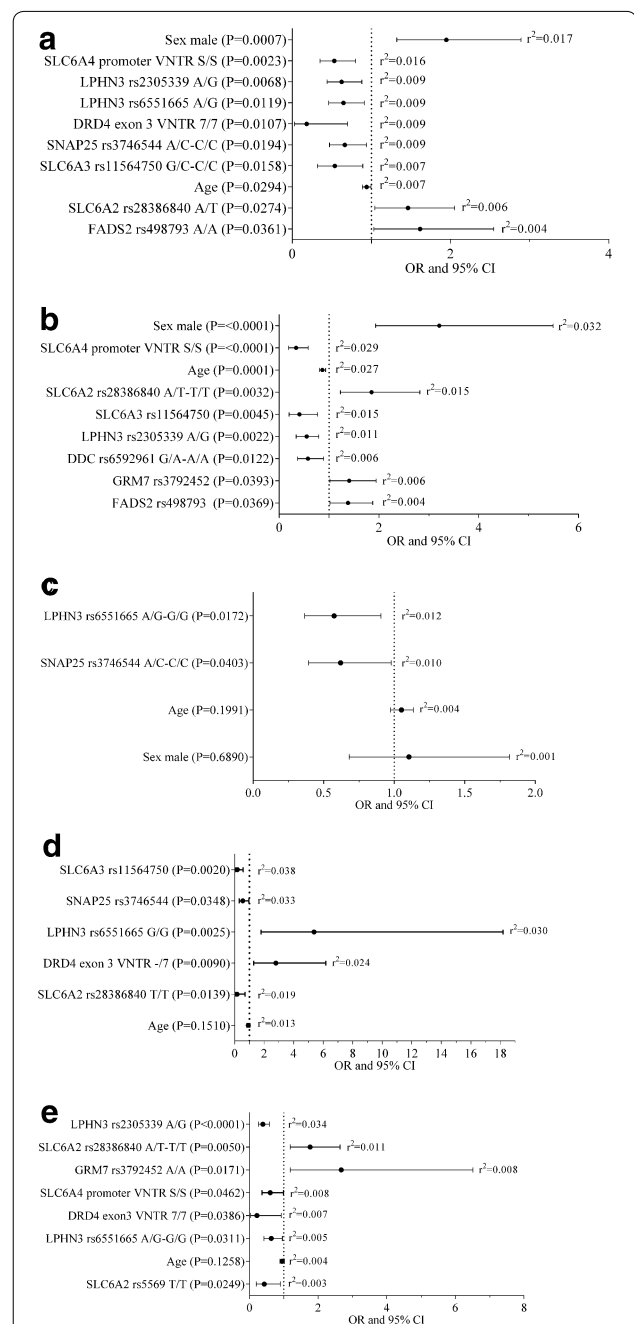 a
Sex male (P=0.0007) r²=0.017
SLC6A4 promoter VNTR S/S (P=0.0023) r²=0.016
LPHN3 rs2305339 A/G (P=0.0068) r²=0.009
LPHN3 rs6551665 A/G (P=0.0119) r²=0.009
DRD4 exon 3 VNTR 7/7 (P=0.0107) r²=0.009
SNAP25 rs3746544 A/C-C/C (P=0.0194) r²=0.009
SLC6A3 rs11564750 G/C-C/C (P=0.0158) r²=0.007
Age (P=0.0294) r²=0.007
SLC6A2 rs28386840 A/T (P=0.0274) r²=0.006
FADS2 rs498793 A/A (P=0.0361) r²=0.004
0 2 4
OR and 95% CI
b
Sex male (P=<0.0001) r²=0.032
SLC6A4 promoter VNTR S/S (P=<0.0001) r²=0.029
Age (P=0.0001) r²=0.027
SLC6A2 rs28386840 A/T-T/T (P=0.0032) r²=0.015
SLC6A3 rs11564750 (P=0.0045) r²=0.015
LPHN3 rs2305339 A/G (P=0.0022) r²=0.011
DDC rs6592961 G/A-A/A (P=0.0122) r²=0.006
GRM7 rs3792452 (P=0.0393) r²=0.006
FADS2 rs498793 (P=0.0369) r²=0.004
0 2 4 6
OR and 95% CI
c
LPHN3 rs6551665 A/G-G/G (P=0.0172) r²=0.012
SNAP25 rs3746544 A/C-C/C (P=0.0403) r²=0.010
Age (P=0.1991) r²=0.004
Sex male (P=0.6890) r²=0.001
0.0 0.5 1.0 1.5 2.0
OR and 95% CI
d
SLC6A3 rs11564750 (P=0.0020) r²=0.038
SNAP25 rs3746544 (P=0.0348) r²=0.033
LPHN3 rs6551665 G/G (P=0.0025) r²=0.030
DRD4 exon 3 VNTR -/7 (P=0.0090) r²=0.024
SLC6A2 rs28386840 T/T (P=0.0139) r²=0.019
Age (P=0.1510) r²=0.013
0 2 4 6 8 10 12 14 16 18
OR and 95% CI
e
LPHN3 rs2305339 A/G (P<0.0001) r²=0.034
SLC6A2 rs28386840 A/T-T/T (P=0.0050) r²=0.011
GRM7 rs3792452 A/A (P=0.0171) r²=0.008
SLC6A4 promoter VNTR S/S (P=0.0462) r²=0.008
DRD4 exon3 VNTR 7/7 (P=0.0386) r²=0.007
LPHN3 rs6551665 A/G-G/G (P=0.0311) r²=0.005
Age (P=0.1258) r²=0.004
SLC6A2 rs5569 T/T (P=0.0249) r²=0.003
0 2 4 6 8
OR and 95% CI